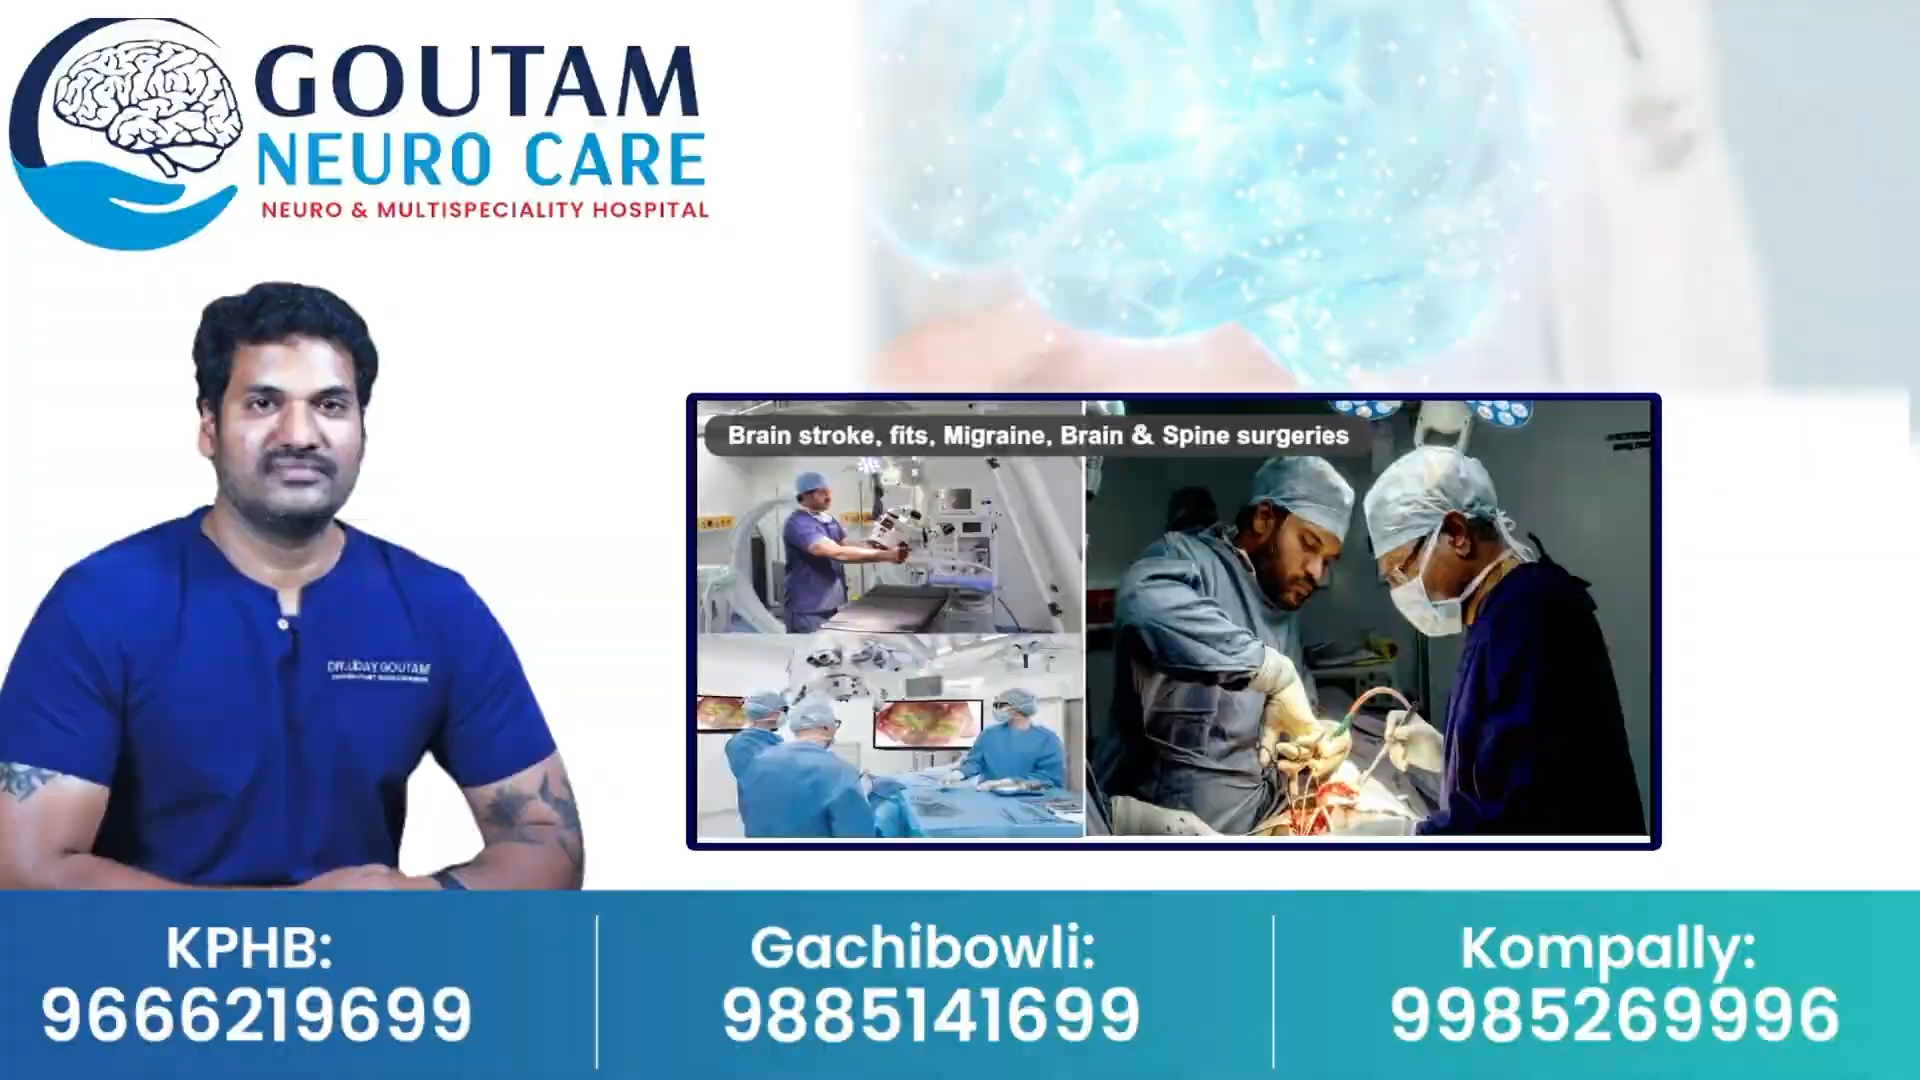 GOUTAM
NEURO CARE
NEURO & MULTISPECIALITY HOSPITAL
Brain stroke, fits, Migraine, Brain & Spine surgeries
DR.UDAY GOUTAM
KPHB:
9666219699
Gachibowli:
9885141699
Kompally:
9985269996